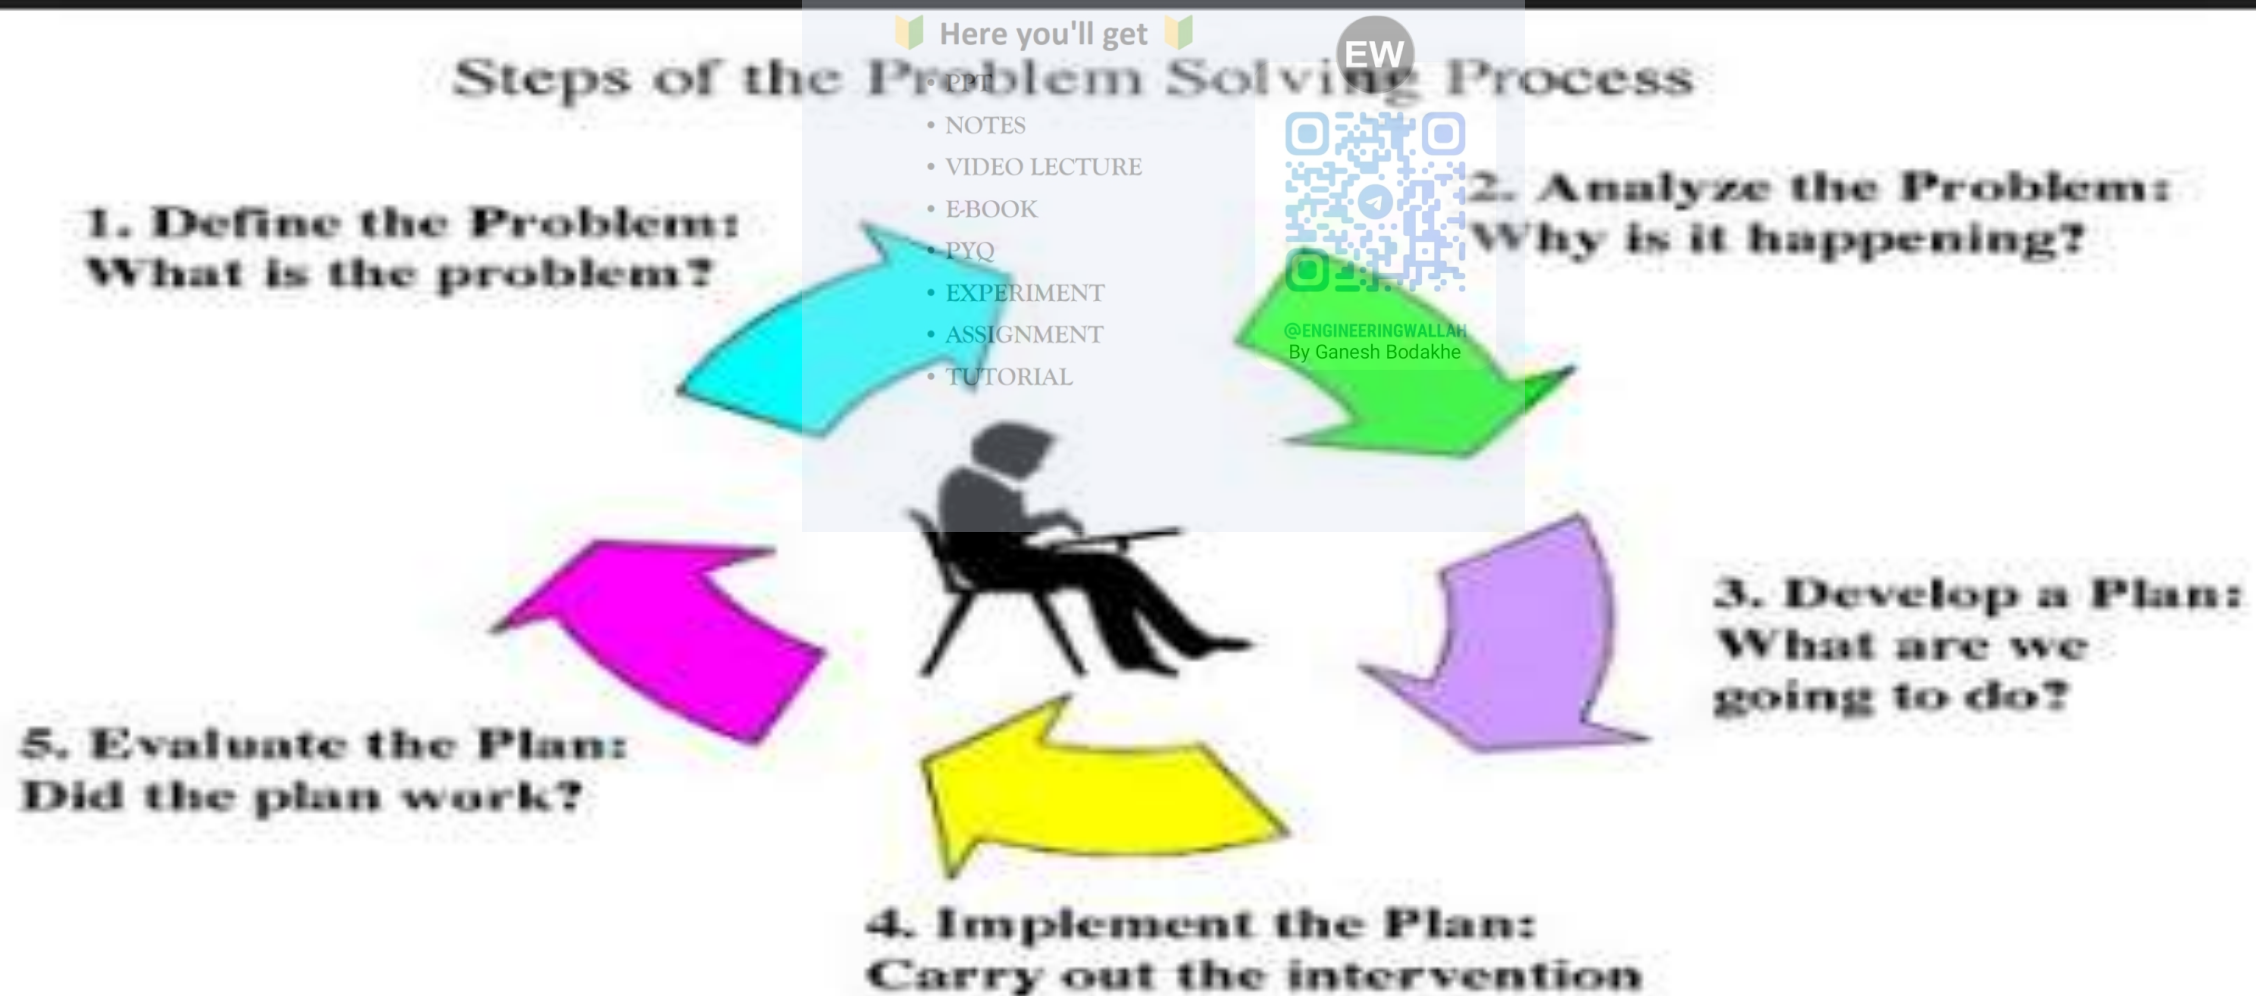 Here you'll get
EW
Steps of the Problem Solving Process
• PPT
• NOTES
• VIDEO LECTURE
• E-BOOK
• PYQ
• EXPERIMENT
• ASSIGNMENT
• TUTORIAL
@ENGINEERINGWALLAH
By Ganesh Bodakhe
1. Define the Problem:
What is the problem?
2. Analyze the Problem:
Why is it happening?
3. Develop a Plan:
What are we
going to do?
4. Implement the Plan:
Carry out the intervention
5. Evaluate the Plan:
Did the plan work?